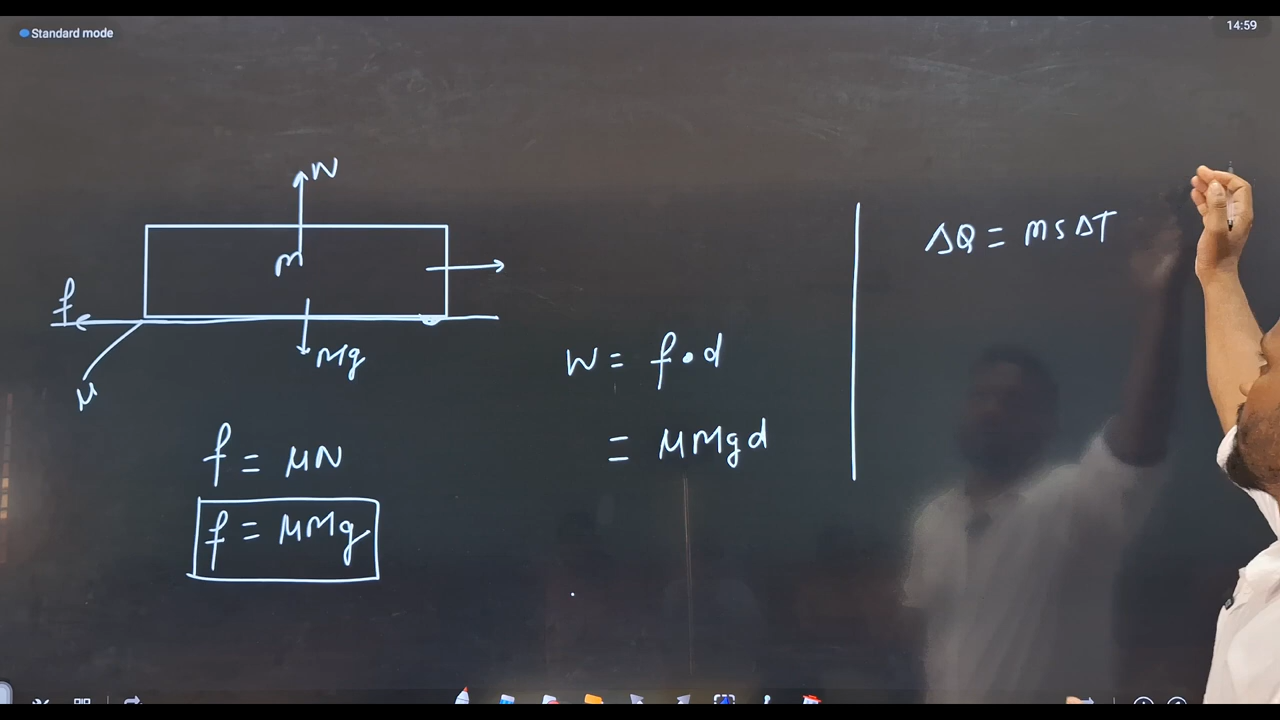 Standard mode
14:59
N
m
f
Mg
μ
f = μN
f = μMg
W = f·d
= μMgd
ΔQ = msΔT